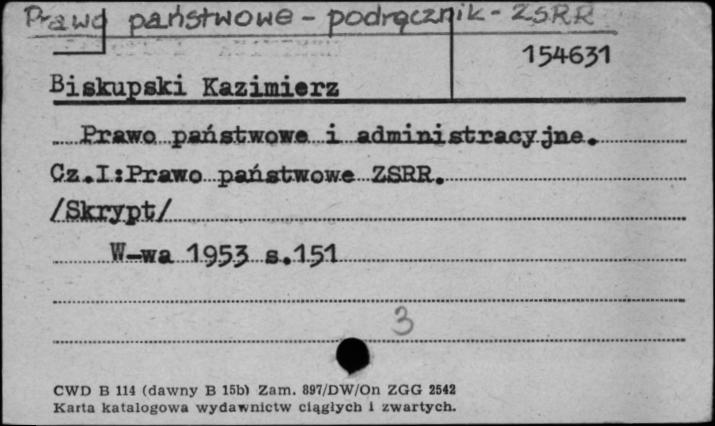 Prawo państwowe - podręcznik - ZSRR
154631
Biskupski Kazimierz
Prawo państwowe i administracyjne.
Cz.I:Prawo państwowe ZSRR.
/Skrypt/
W-wa 1953 s.151
3
CWD B 114 (dawny B 15b) Zam. 897/DW/On ZGG 2542
Karta katalogowa wydawnictw ciągłych i zwartych.